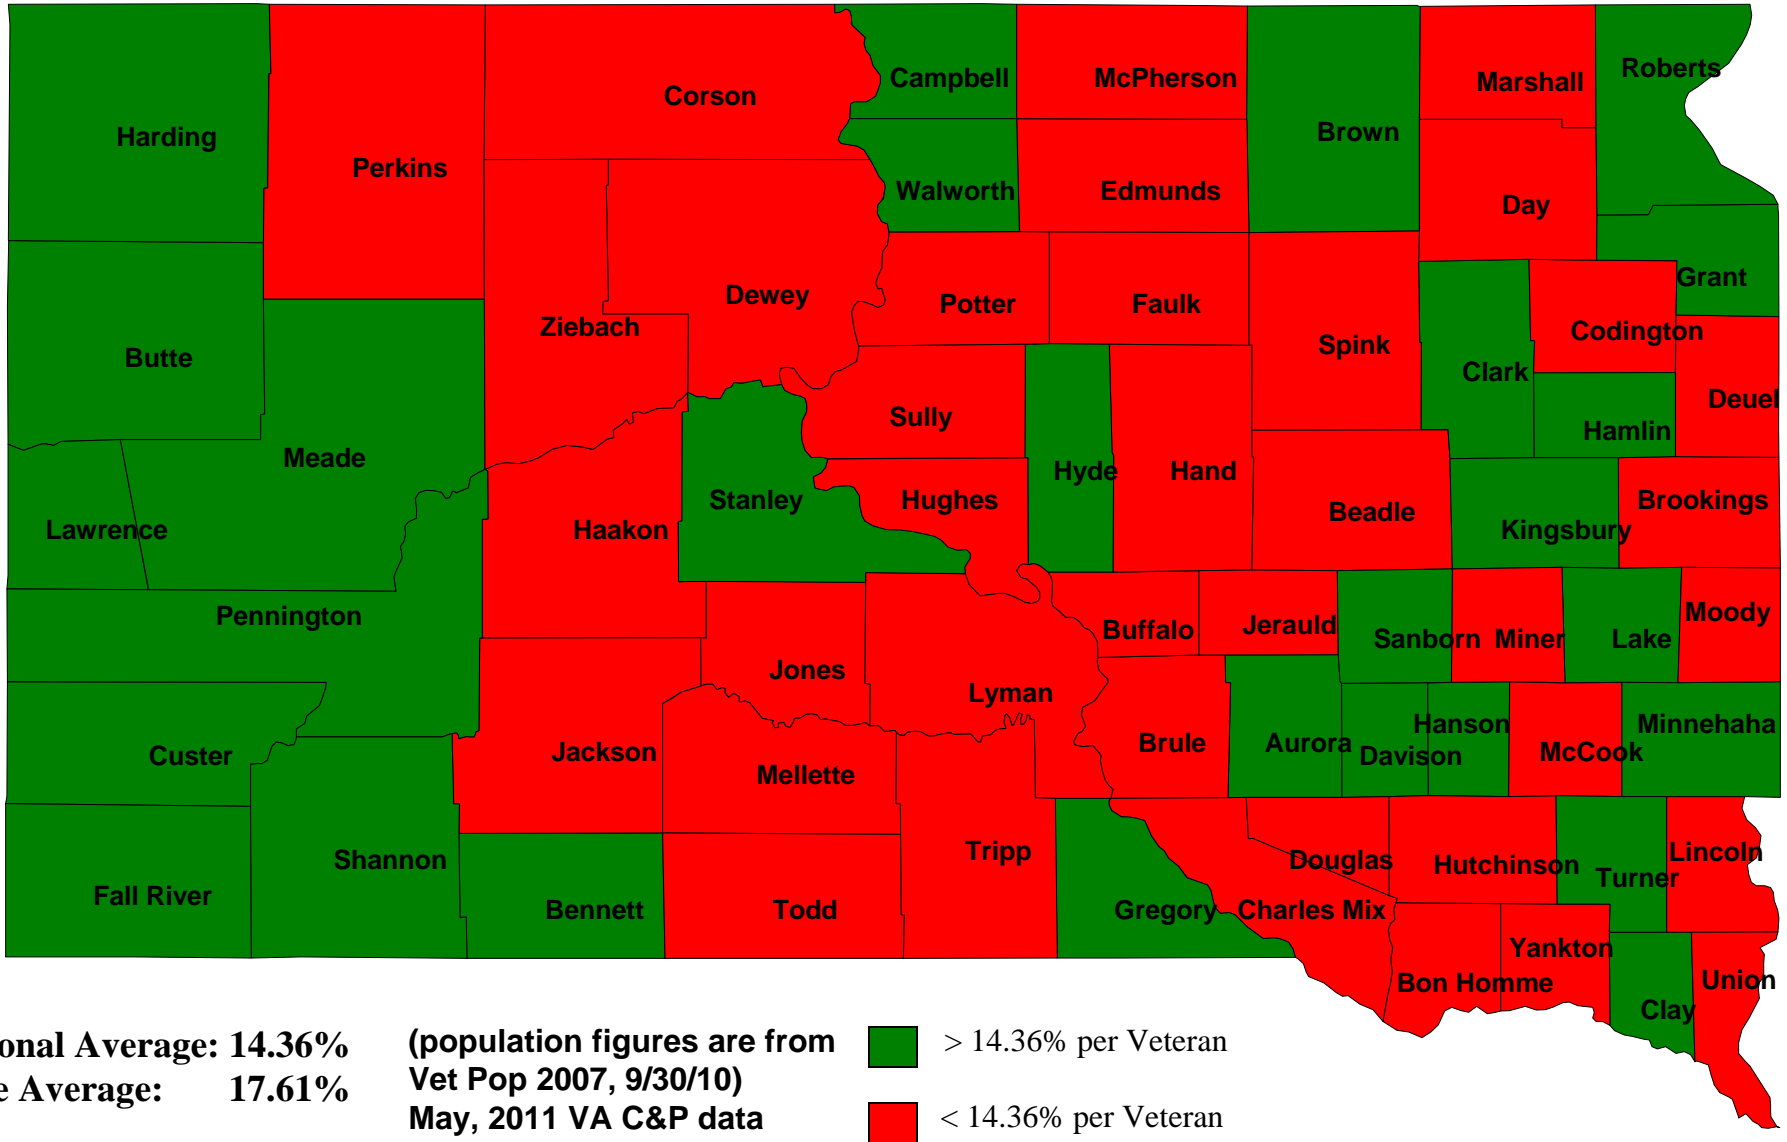 Campbell McPherson Marshall Roberts
Corson
Harding Brown
Perkins
Walworth Edmunds Day
Grant
Dewey Potter Faulk
Ziebach Codington
Butte Spink Clark
Deuel
Sully Hamlin
Meade Hyde Hand
Stanley Hughes Beadle Brookings
Lawrence Haakon Kingsbury
Pennington Buffalo Jerauld Sanborn Miner Lake Moody
Jones Lyman
Custer Jackson Brule Aurora Davison Hanson McCook Minnehaha
Mellette
Shannon Tripp Douglas Hutchinson Turner Lincoln
Fall River Bennett Todd Gregory Charles Mix
Yankton
Bon Homme Clay Union
onal Average: 14.36%
e Average: 17.61%
(population figures are from
Vet Pop 2007, 9/30/10)
May, 2011 VA C&P data
> 14.36% per Veteran
< 14.36% per Veteran